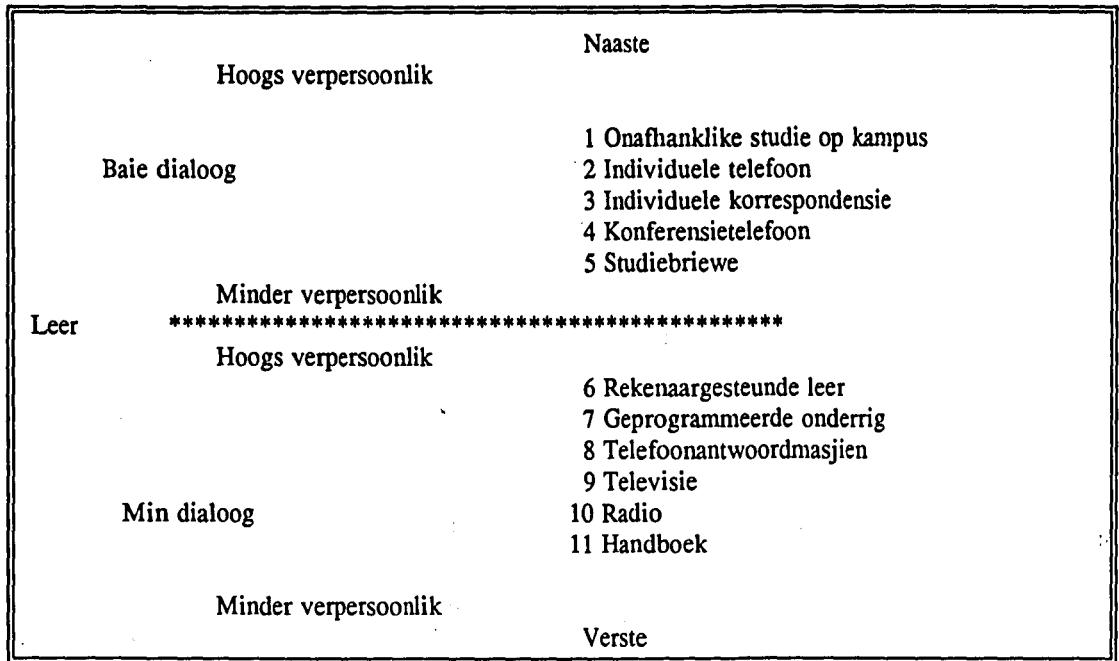 Naaste
Hoogs verpersoonlik
1 Onafhanklike studie op kampus
Baie dialoog 2 Individuele telefoon
3 Individuele korrespondensie
4 Konferensietelefoon
5 Studiebriewe
Minder verpersoonlik
Leer **********************************************
Hoogs verpersoonlik
6 Rekenaargesteunde leer
7 Geprogrammeerde onderrig
8 Telefoonantwoordmasjien
9 Televisie
Min dialoog 10 Radio
11 Handboek
Minder verpersoonlik
Verste